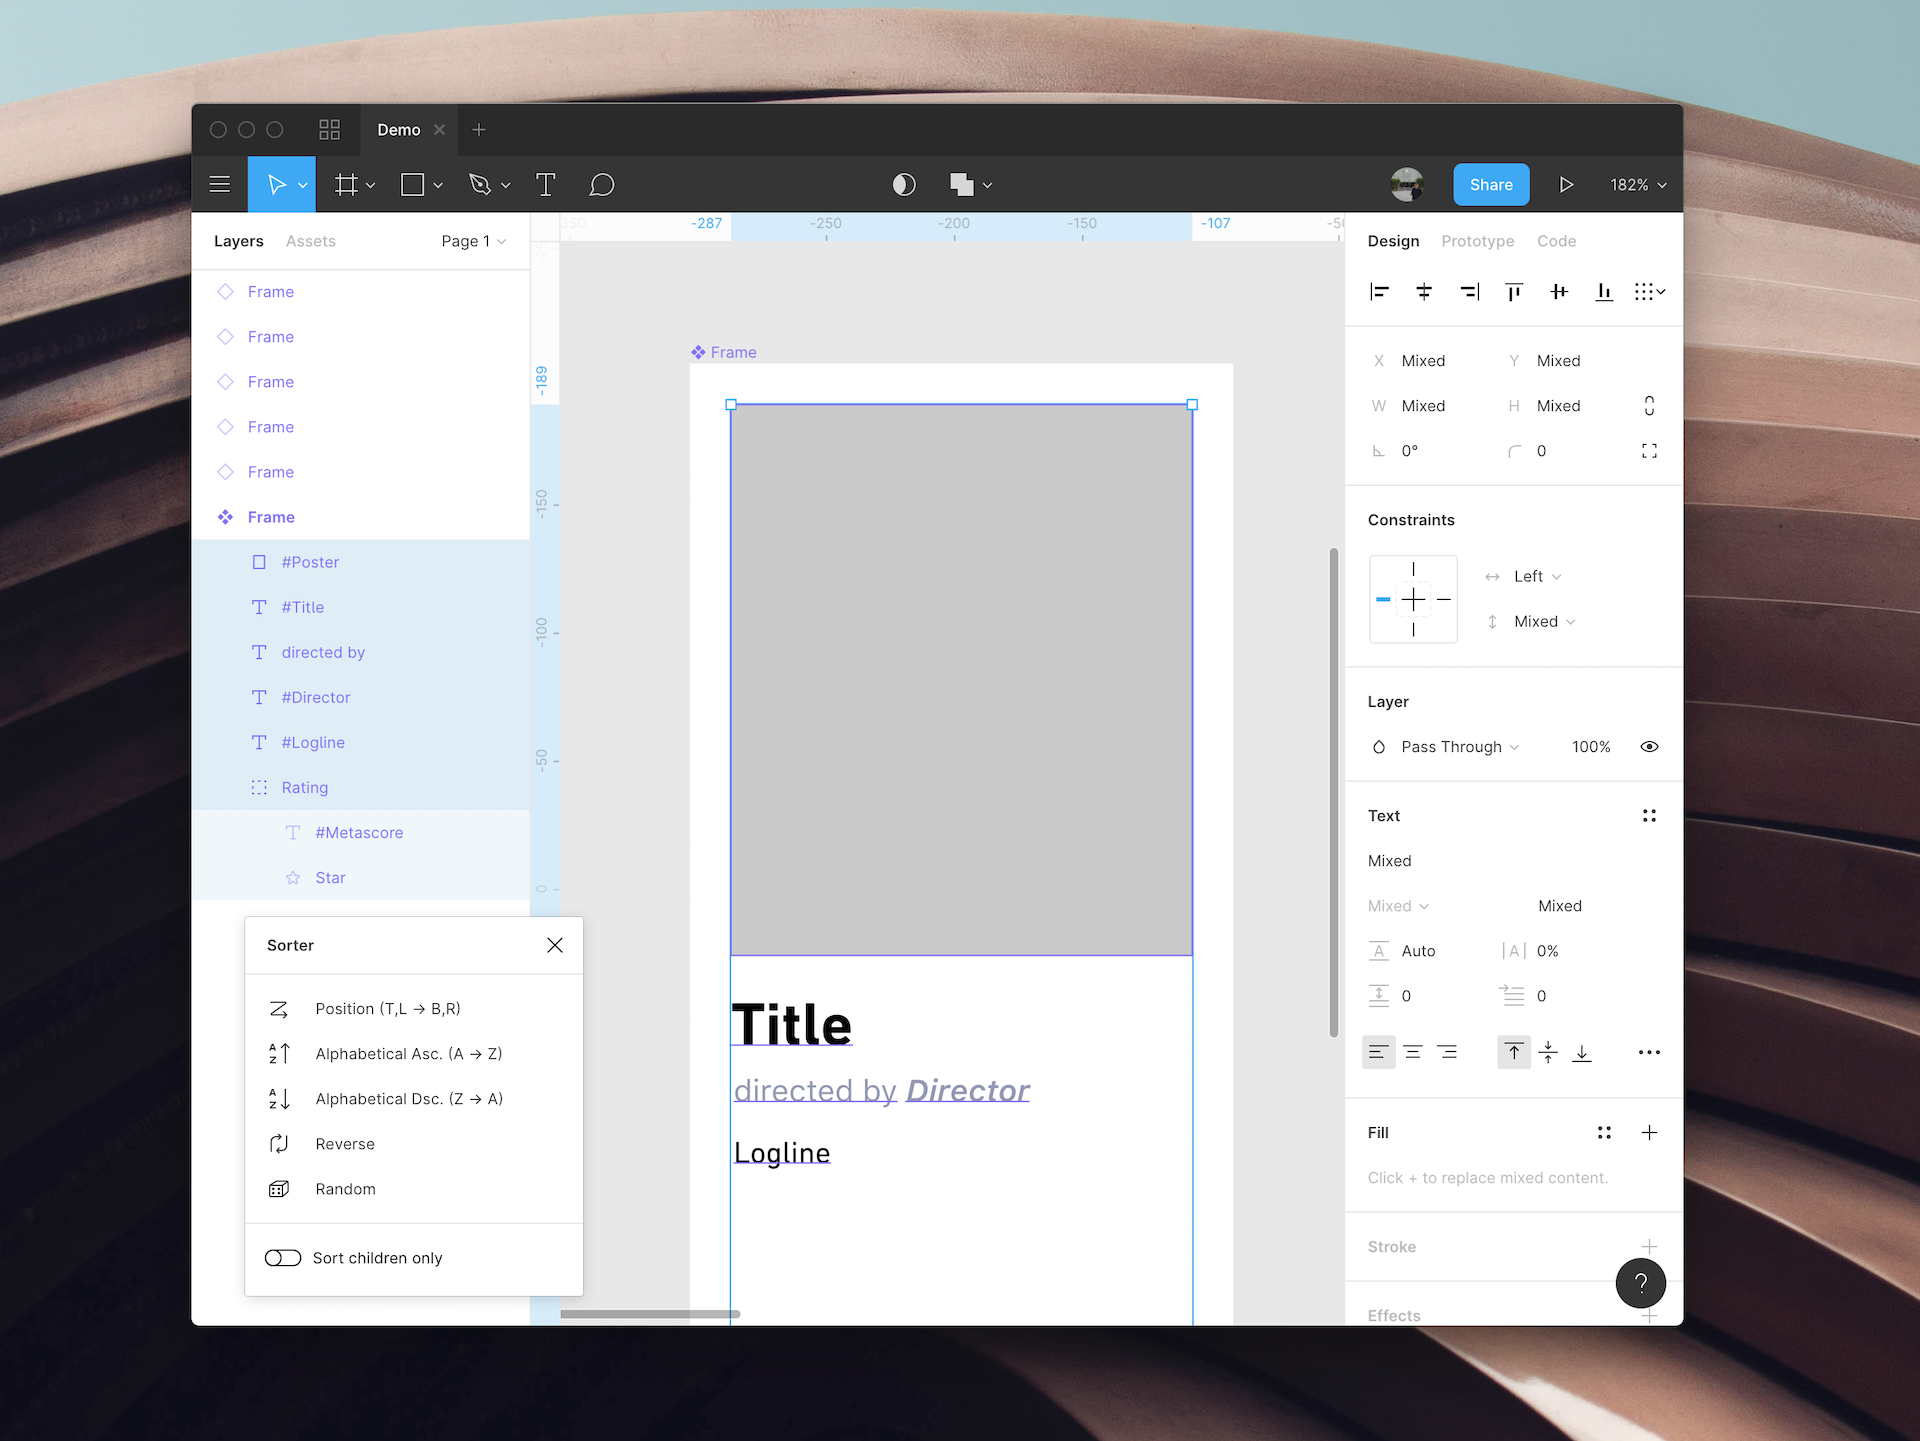 Demo
Share
182%
Layers Assets Page 1
350 -287 -250 -200 -150 -107
Design Prototype Code
Frame
Frame
Frame
Frame
Frame
Frame
#Poster
#Title
directed by
#Director
#Logline
Rating
#Metascore
Star
-189
-150
-100
-50
0
Frame
Title
directed by Director
Logline
Sorter
Position (T,L → B,R)
Alphabetical Asc. (A → Z)
Alphabetical Dsc. (Z → A)
Reverse
Random
Sort children only
X Mixed Y Mixed
W Mixed H Mixed
0° 0
Constraints
Left
Mixed
Layer
Pass Through 100%
Text
Mixed
Mixed Mixed
A Auto |A| 0%
0 0
Fill
Click + to replace mixed content.
Stroke
?
Effects